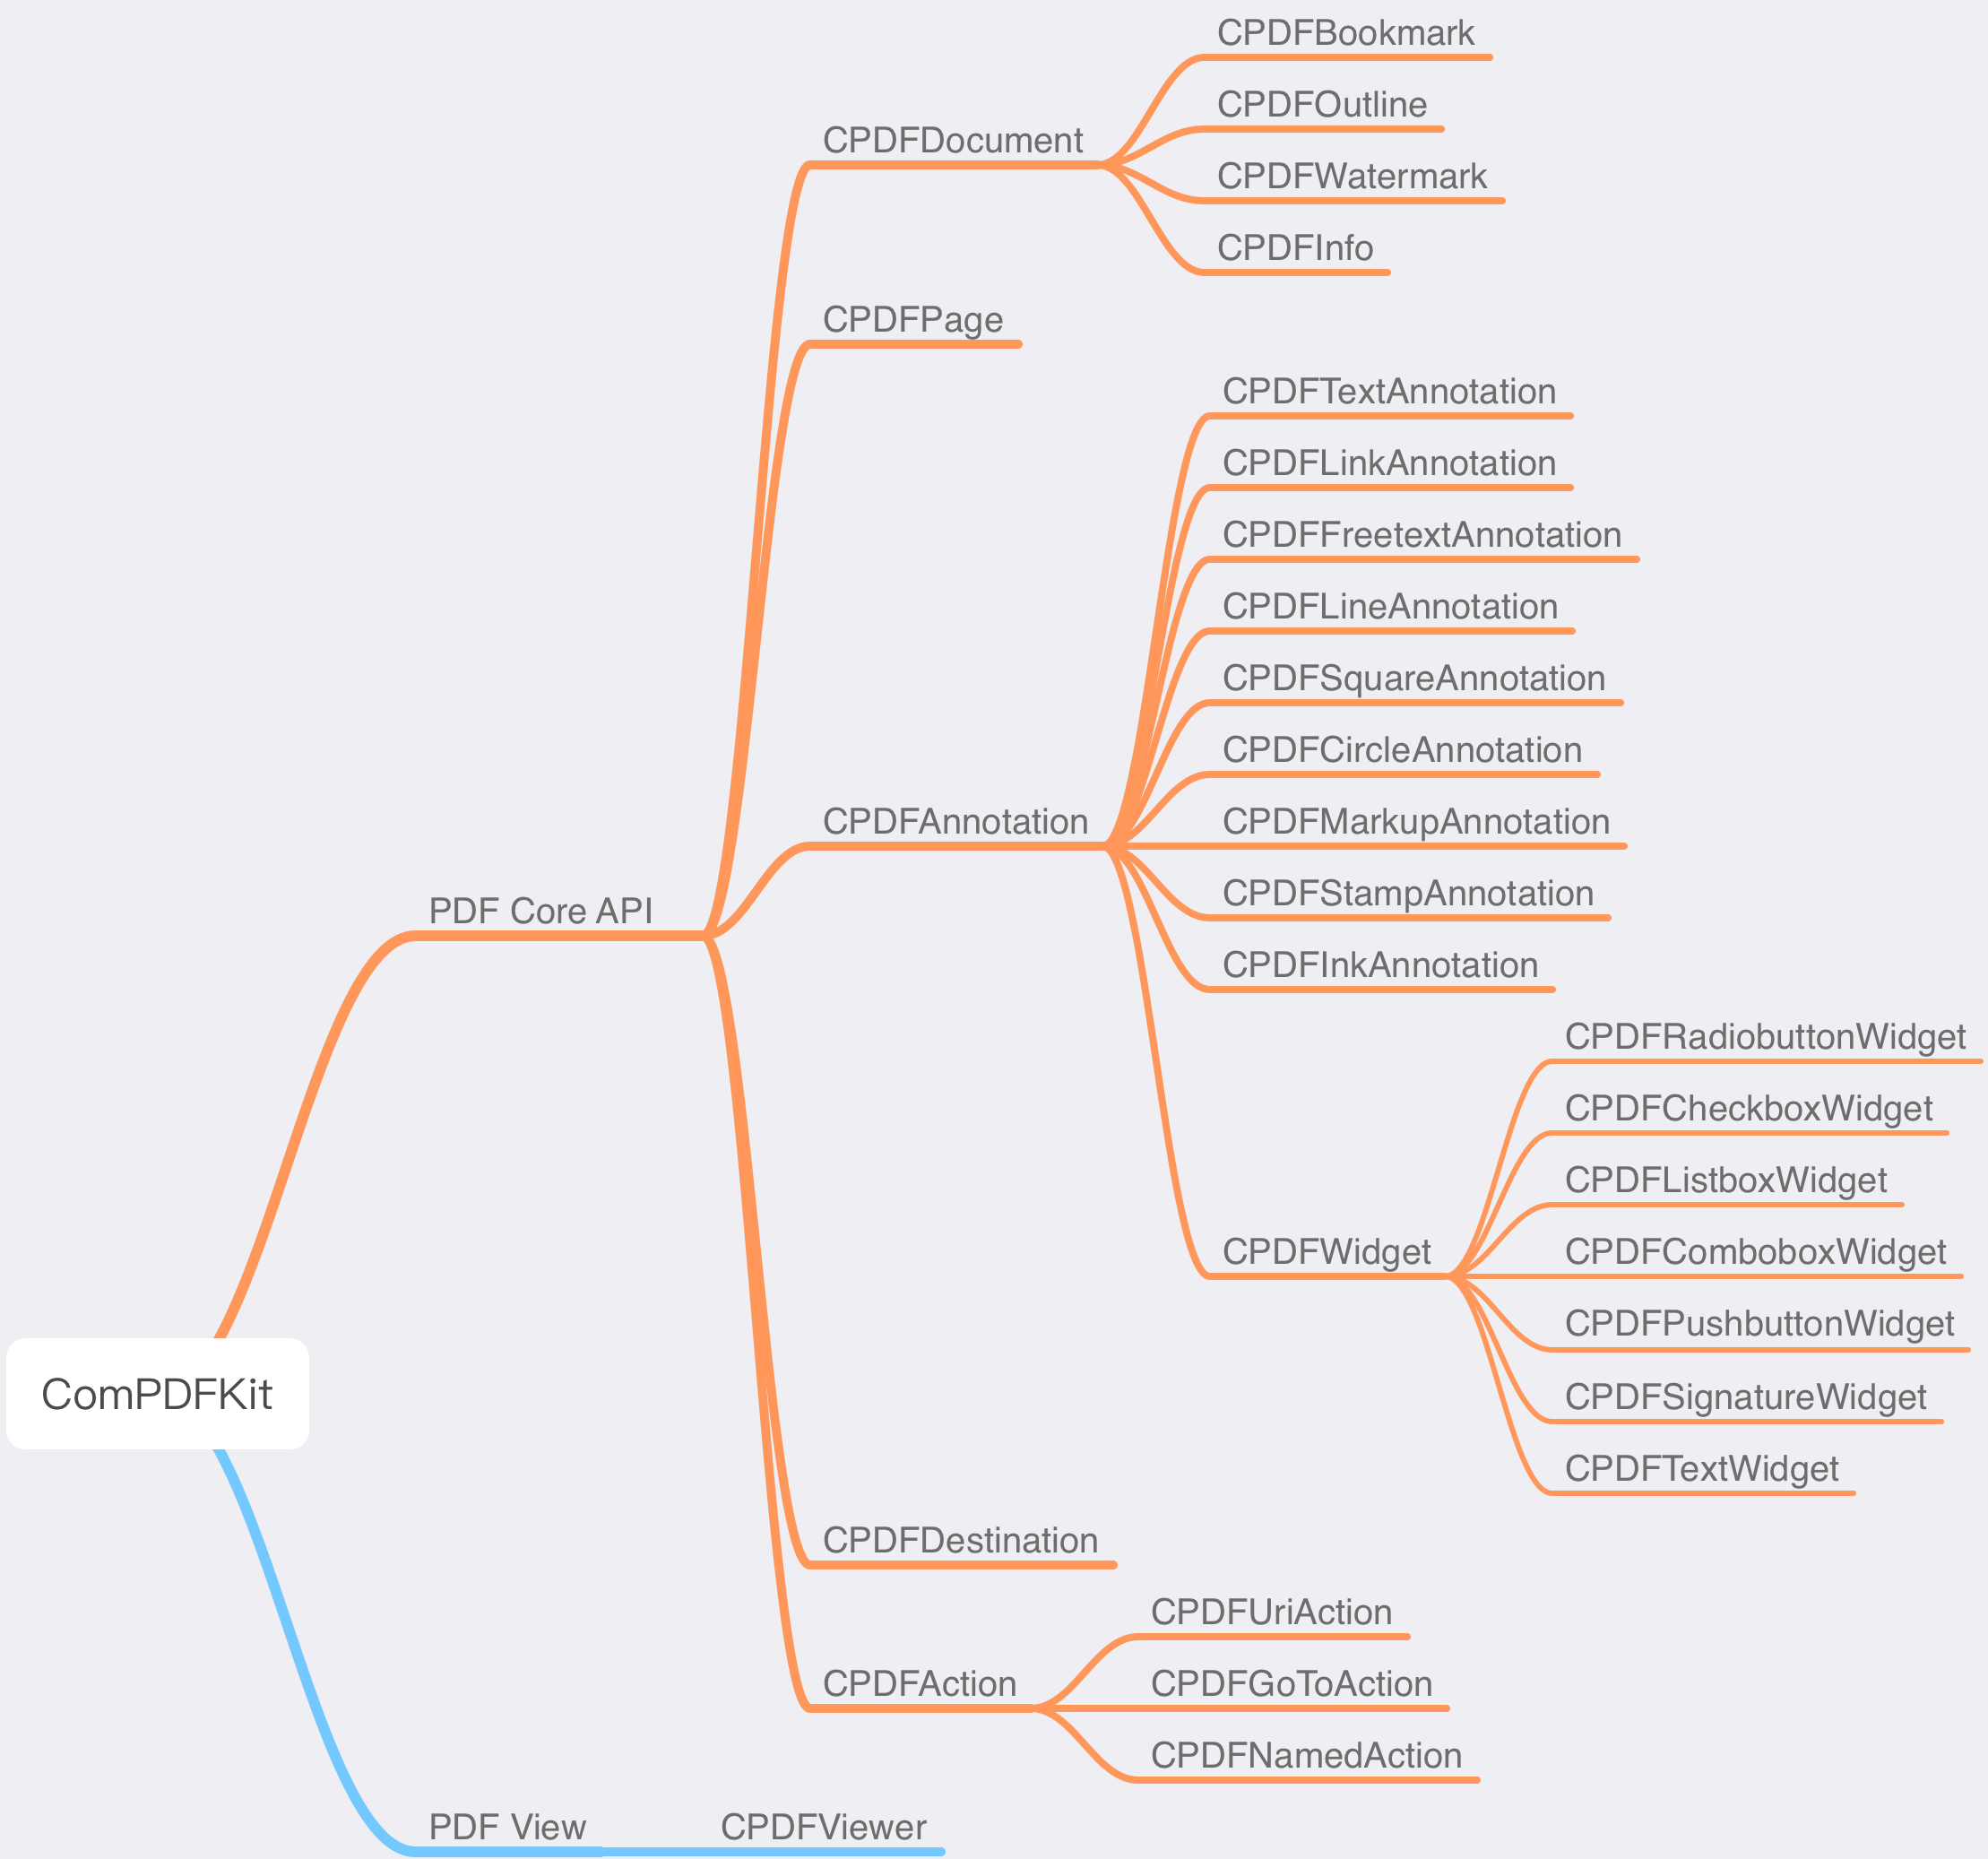 CPDFBookmark
CPDFOutline
CPDFDocument
CPDFWatermark
CPDFInfo
CPDFPage
CPDFTextAnnotation
CPDFLinkAnnotation
CPDFFreetextAnnotation
CPDFLineAnnotation
CPDFSquareAnnotation
CPDFCircleAnnotation
CPDFAnnotation
CPDFMarkupAnnotation
CPDFStampAnnotation
PDF Core API
CPDFInkAnnotation
CPDFRadiobuttonWidget
CPDFCheckboxWidget
CPDFListboxWidget
CPDFWidget
CPDFComboboxWidget
CPDFPushbuttonWidget
ComPDFKit
CPDFSignatureWidget
CPDFTextWidget
CPDFDestination
CPDFUriAction
CPDFAction
CPDFGoToAction
CPDFNamedAction
PDF View
CPDFViewer